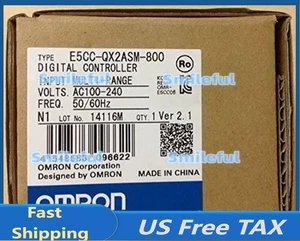 TYPE E5CC-QX2ASM-800
DIGITAL CONTROLLER
Ro
INPUT MULTI-RANGE
VOLTS. AC100-240
FREQ. 50/60Hz
N1 LOT No. 14116M QTY. 1 Ver 2.1
Smileful
Smileful
Smileful
OMRON Corporation
Designed by OMRON
MADE IN CHINA
OMRON
Fast
Shipping
US Free TAX